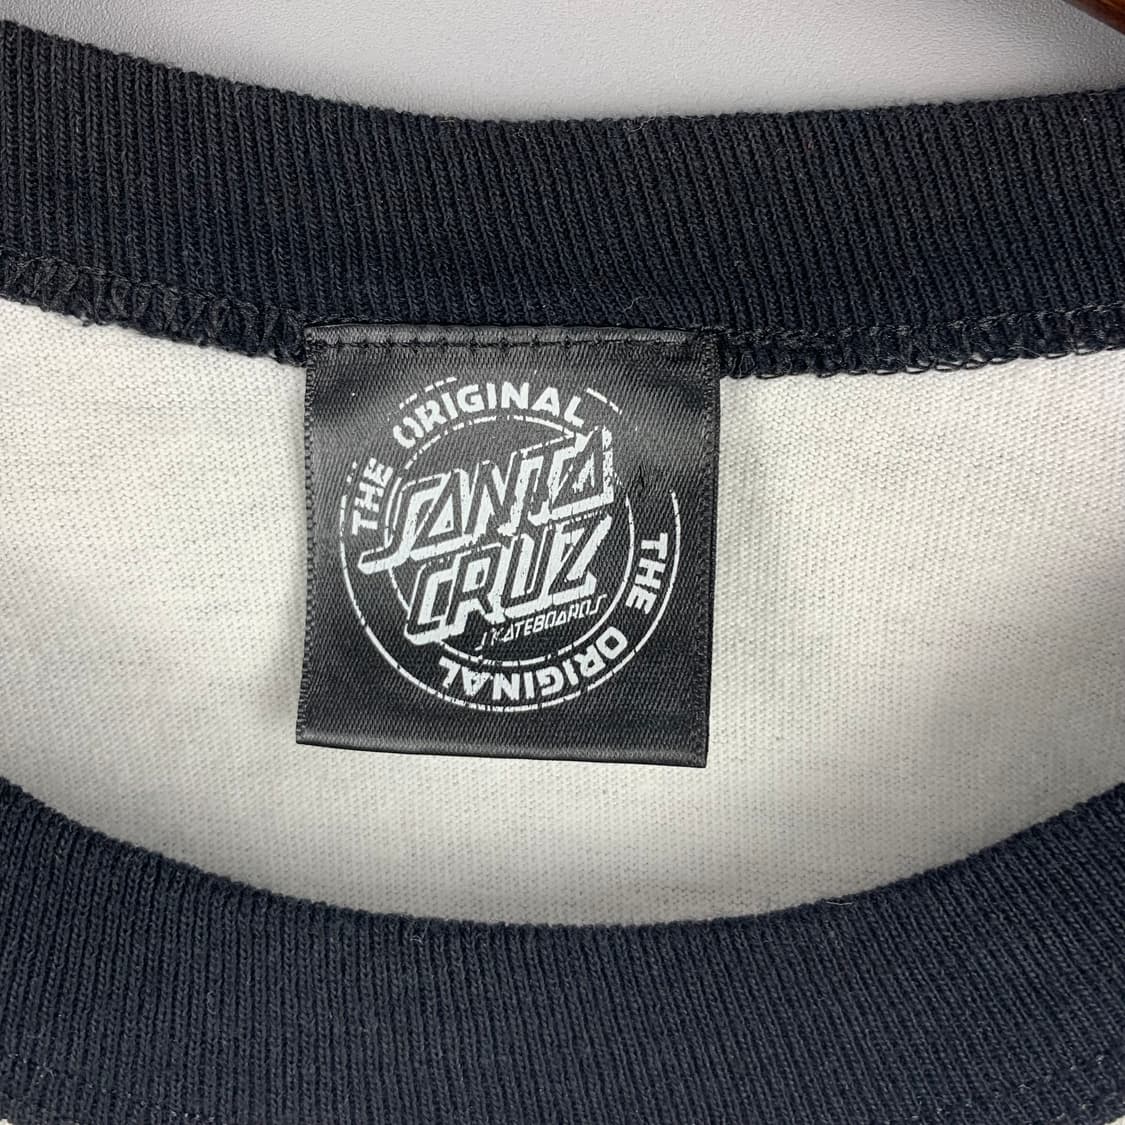 THE ORIGINAL
SANTA
CRUZ
SKATEBOARDS
THE ORIGINAL